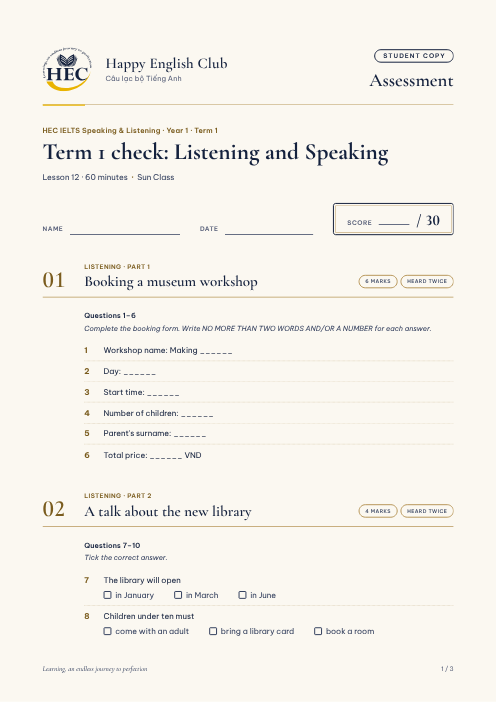 Learning, an endless journey to perfection
HEC
Happy English Club
Câu lạc bộ Tiếng Anh
STUDENT COPY
Assessment
HEC IELTS Speaking & Listening · Year 1 · Term 1
Term 1 check: Listening and Speaking
Lesson 12 · 60 minutes · Sun Class
NAME
DATE
SCORE ______ / 30
LISTENING · PART 1
01 Booking a museum workshop
6 MARKS HEARD TWICE
Questions 1–6
Complete the booking form. Write NO MORE THAN TWO WORDS AND/OR A NUMBER for each answer.
1 Workshop name: Making ______
2 Day: ______
3 Start time: ______
4 Number of children: ______
5 Parent's surname: ______
6 Total price: ______ VND
LISTENING · PART 2
02 A talk about the new library
4 MARKS HEARD TWICE
Questions 7–10
Tick the correct answer.
7 The library will open
☐ in January ☐ in March ☐ in June
8 Children under ten must
☐ come with an adult ☐ bring a library card ☐ book a room
Learning, an endless journey to perfection
1 / 3